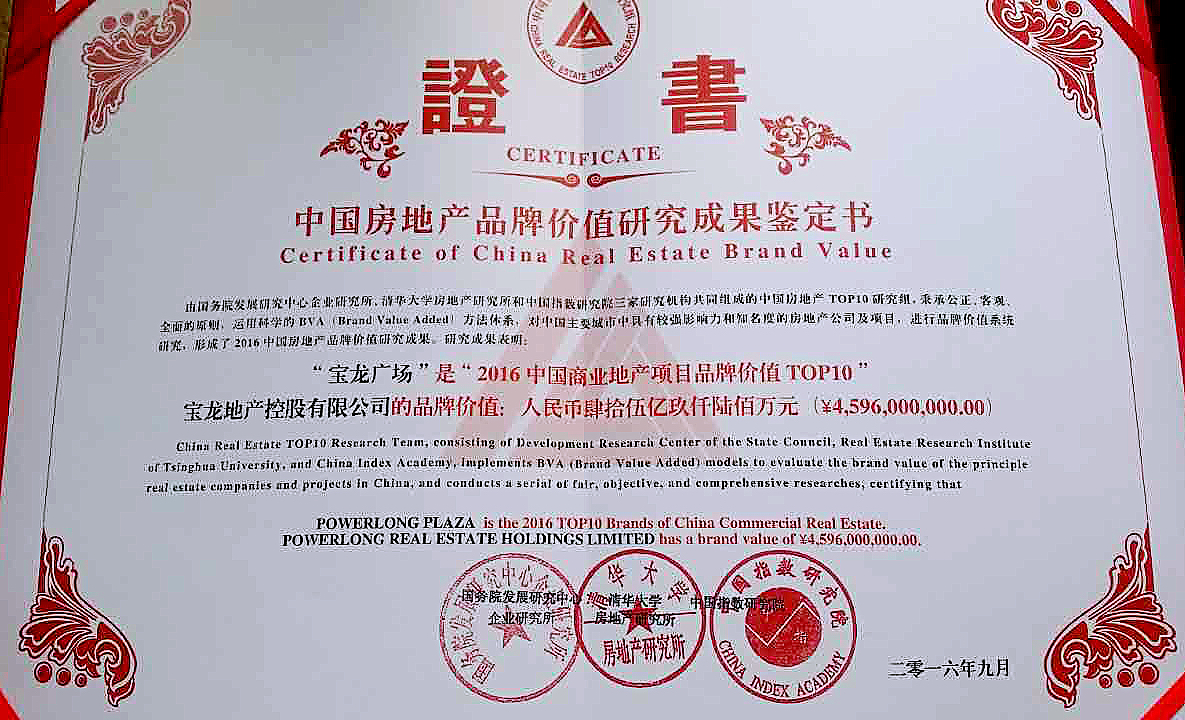 CHINA REAL ESTATE TOP10 RESEARCH
證 書
CERTIFICATE
中国房地产品牌价值研究成果鉴定书
Certificate of China Real Estate Brand Value
由国务院发展研究中心企业研究所、清华大学房地产研究所和中国指数研究院三家研究机构共同组成的中国房地产 TOP10 研究组，秉承公正、客观、
全面的原则，运用科学的 BVA（Brand Value Added）方法体系，对中国主要城市中具有较强影响力和知名度的房地产公司及项目，进行品牌价值系统
研究，形成了 2016 中国房地产品牌价值研究成果。研究成果表明：
“宝龙广场”是“2016 中国商业地产项目品牌价值 TOP10”
宝龙地产控股有限公司的品牌价值：人民币肆拾伍亿玖仟陆佰万元（¥4,596,000,000.00）
China Real Estate TOP10 Research Team, consisting of Development Research Center of the State Council, Real Estate Research Institute
of Tsinghua University, and China Index Academy, implements BVA (Brand Value Added) models to evaluate the brand value of the principle
real estate companies and projects in China, and conducts a serial of fair, objective, and comprehensive researches, certifying that
POWERLONG PLAZA is the 2016 TOP10 Brands of China Commercial Real Estate.
POWERLONG REAL ESTATE HOLDINGS LIMITED has a brand value of ¥4,596,000,000.00.
国务院发展研究中心 清华大学 中国指数研究院
企业研究所 房地产研究所
清华大学
房地产研究所
中国指数研究院
CHINA INDEX ACADEMY
二零一六年九月